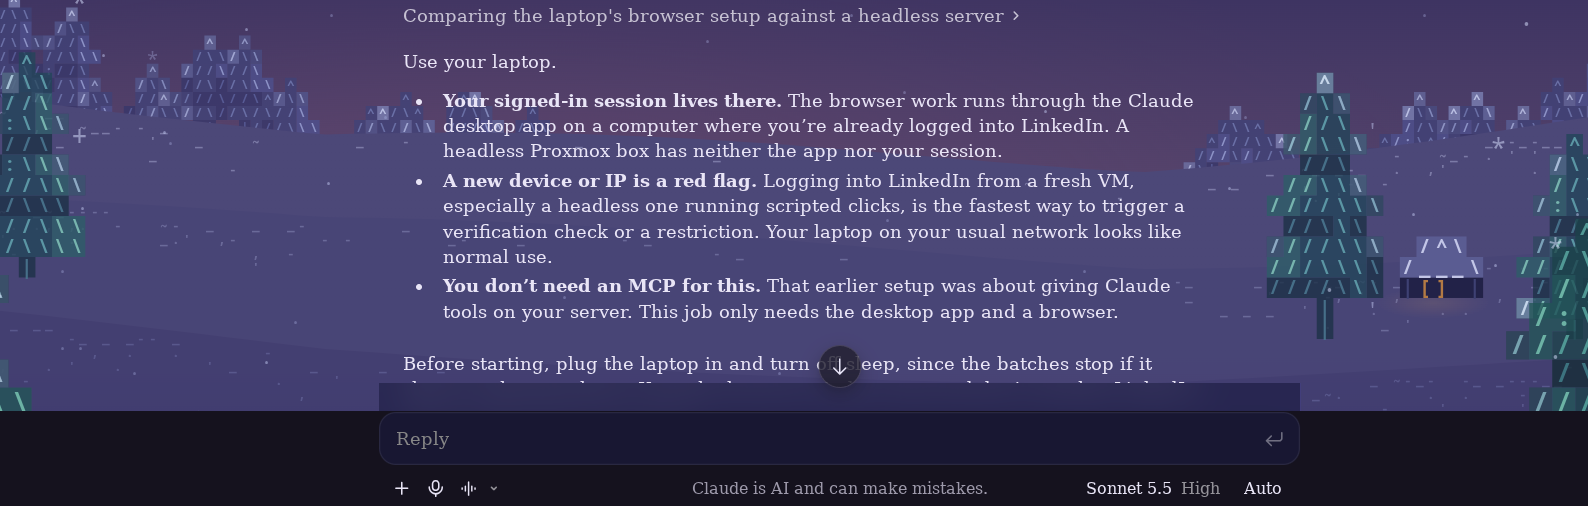 Comparing the laptop's browser setup against a headless server
Use your laptop.
• Your signed-in session lives there. The browser work runs through the Claude
desktop app on a computer where you’re already logged into LinkedIn. A
headless Proxmox box has neither the app nor your session.
• A new device or IP is a red flag. Logging into LinkedIn from a fresh VM,
especially a headless one running scripted clicks, is the fastest way to trigger a
verification check or a restriction. Your laptop on your usual network looks like
normal use.
• You don’t need an MCP for this. That earlier setup was about giving Claude
tools on your server. This job only needs the desktop app and a browser.
Before starting, plug the laptop in and turn off sleep, since the batches stop if it
Reply
Claude is AI and can make mistakes.
Sonnet 5.5 High Auto